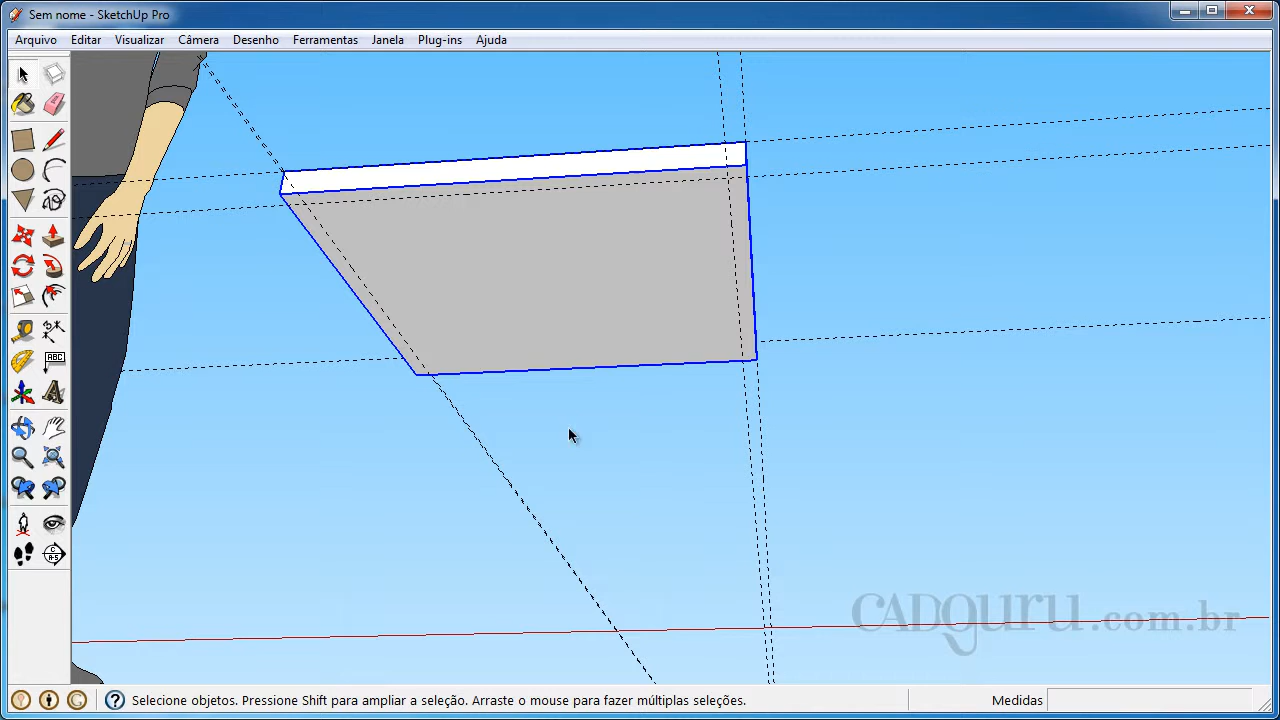 Sem nome - SketchUp Pro
Arquivo Editar Visualizar Câmera Desenho Ferramentas Janela Plug-ins Ajuda
ABC
CADGURU.com.br
Selecione objetos. Pressione Shift para ampliar a seleção. Arraste o mouse para fazer múltiplas seleções.
Medidas